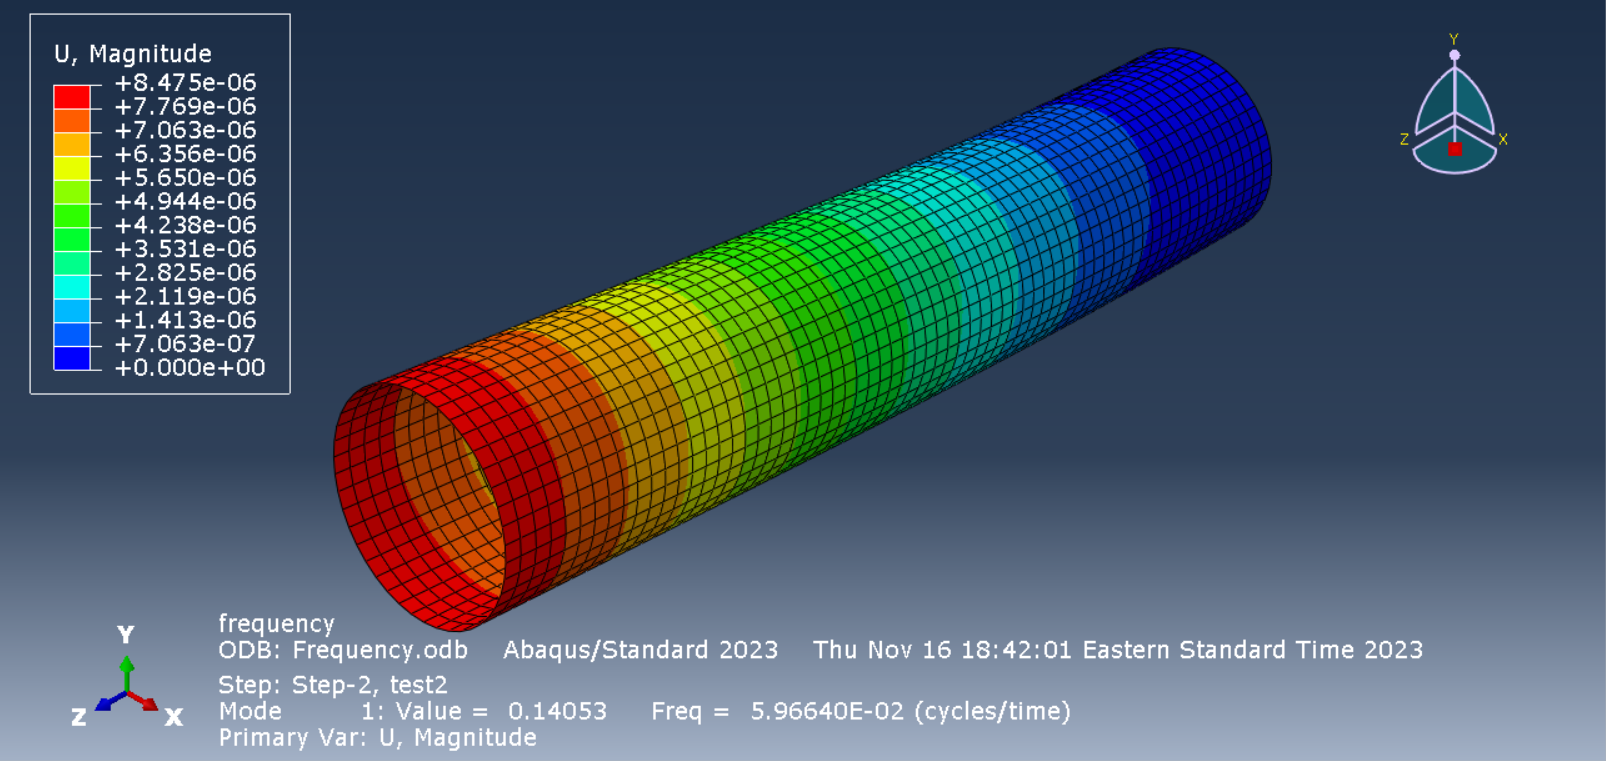 U, Magnitude
+8.475e-06
+7.769e-06
+7.063e-06
+6.356e-06
+5.650e-06
+4.944e-06
+4.238e-06
+3.531e-06
+2.825e-06
+2.119e-06
+1.413e-06
+7.063e-07
+0.000e+00
Y
Z X
Y
Z X
frequency
ODB: Frequency.odb Abaqus/Standard 2023 Thu Nov 16 18:42:01 Eastern Standard Time 2023
Step: Step-2, test2
Mode 1: Value = 0.14053 Freq = 5.96640E-02 (cycles/time)
Primary Var: U, Magnitude